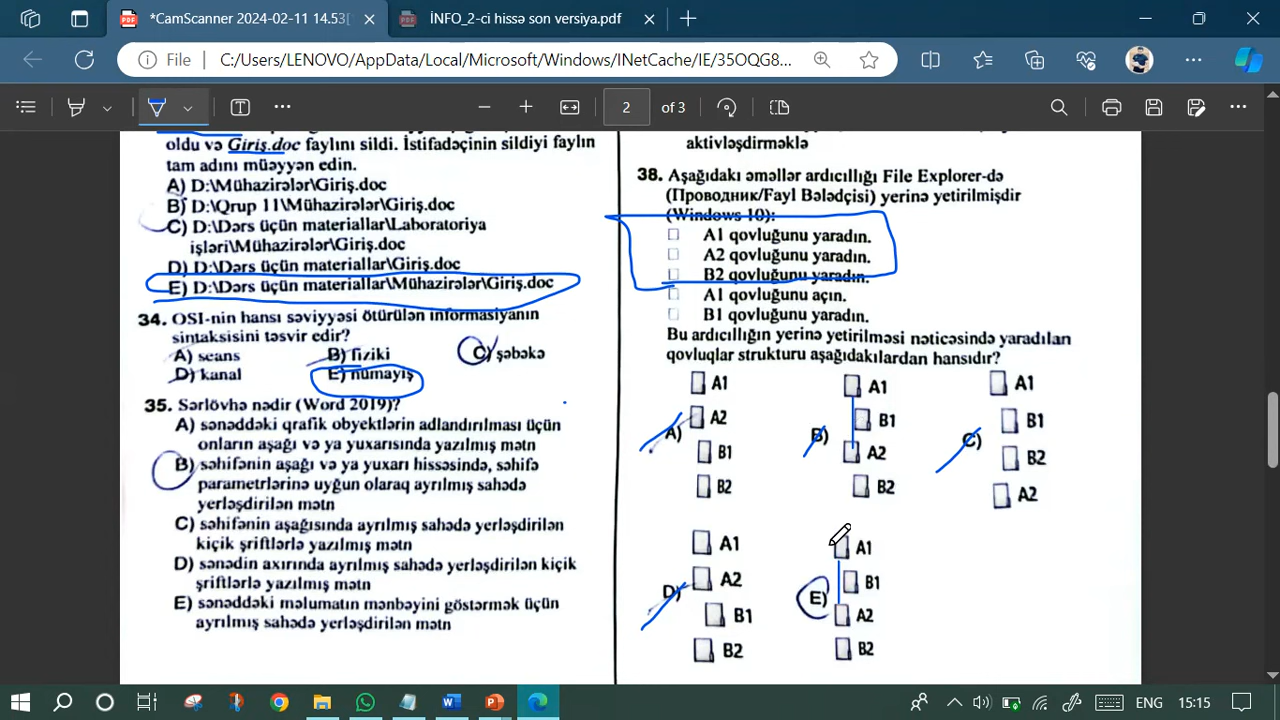 *CamScanner 2024-02-11 14.53[
İNFO_2-ci hissə son versiya.pdf
File
C:/Users/LENOVO/AppData/Local/Microsoft/Windows/INetCache/IE/35OQG8...
2 of 3
oldu və Giriş.doc faylını sildi. İstifadəçinin sildiyi faylın
tam adını müəyyən edin.
A) D:\Mühazirələr\Giriş.doc
B) D:\Qrup 11\Mühazirələr\Giriş.doc
C) D:\Dərs üçün materiallar\Laboratoriya
işləri\Mühazirələr\Giriş.doc
D) D:\Dərs üçün materiallar\Giriş.doc
E) D:\Dərs üçün materiallar\Mühazirələr\Giriş.doc
34. OSI-nin hansı səviyyəsi ötürülən informasiyanın
sintaksisini təsvir edir?
A) seans B) fiziki C) şəbəkə
D) kanal E) nümayiş
35. Sərlövhə nədir (Word 2019)?
A) sənəddəki qrafik obyektlərin adlandırılması üçün
onların aşağı və ya yuxarısında yazılmış mətn
B) səhifənin aşağı və ya yuxarı hissəsində, səhifə
parametrlərinə uyğun olaraq ayrılmış sahədə
yerləşdirilən mətn
C) səhifənin aşağısında ayrılmış sahədə yerləşdirilən
kiçik şriftlərlə yazılmış mətn
D) sənədin axırında ayrılmış sahədə yerləşdirilən kiçik
şriftlərlə yazılmış mətn
E) sənəddəki məlumatın mənbəyini göstərmək üçün
ayrılmış sahədə yerləşdirilən mətn
aktivləşdirməklə
38. Aşağıdakı əməllər ardıcıllığı File Explorer-də
(Проводник/Fayl Bələdçisi) yerinə yetirilmişdir
(Windows 10):
A1 qovluğunu yaradın.
A2 qovluğunu yaradın.
B2 qovluğunu yaradın.
A1 qovluğunu açın.
B1 qovluğunu yaradın.
Bu ardıcıllığın yerinə yetirilməsi nəticəsində yaradılan
qovluqlar strukturu aşağıdakılardan hansıdır?
A)
A1
A2
B1
B2
B)
A1
B1
A2
B2
C)
A1
B1
B2
A2
D)
A1
A2
B1
B2
E)
A1
B1
A2
B2
ENG
15:15